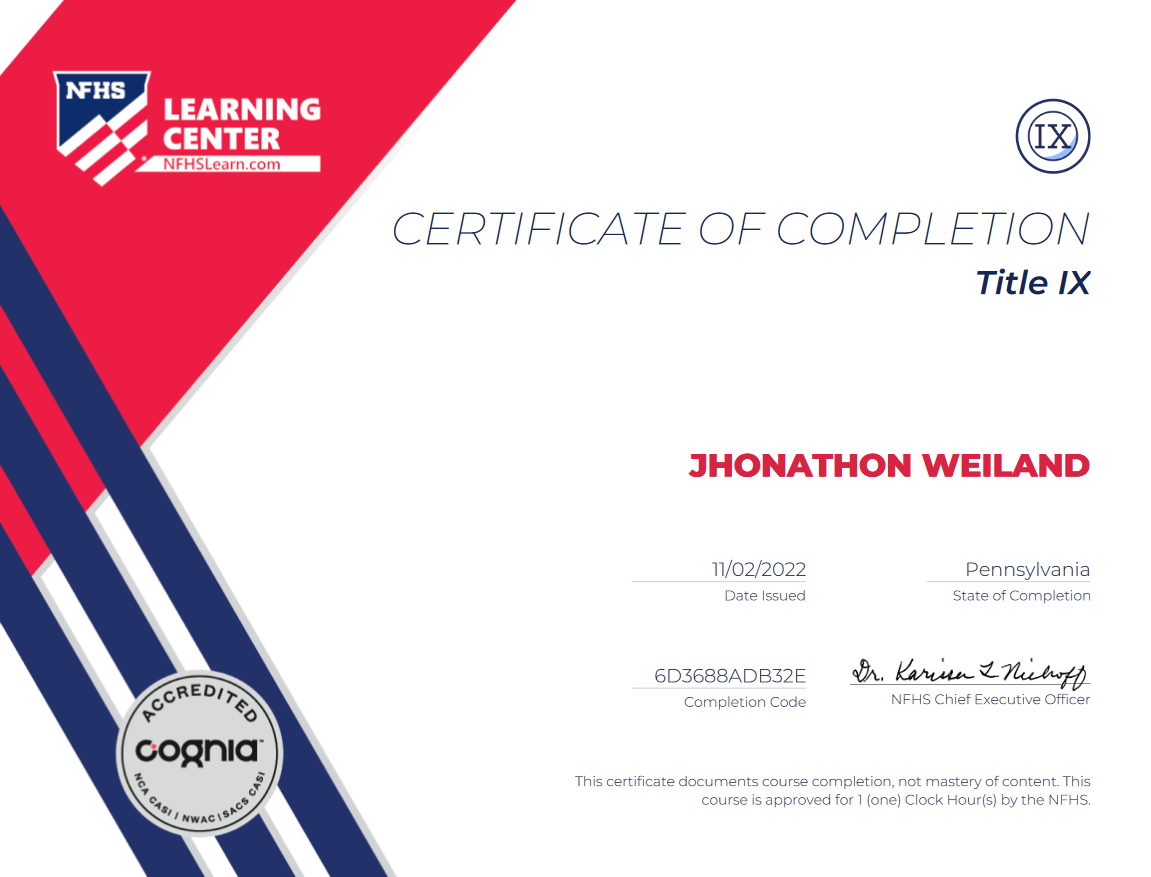 NFHS
LEARNING
CENTER
NFHSLearn.com
IX
CERTIFICATE OF COMPLETION
Title IX
JHONATHON WEILAND
11/02/2022
Date Issued
Pennsylvania
State of Completion
6D3688ADB32E
Completion Code
Dr. Karissa L Niehoff
NFHS Chief Executive Officer
ACCREDITED
cognia™
NCA CASI | NWAC | SACS CASI
This certificate documents course completion, not mastery of content. This
course is approved for 1 (one) Clock Hour(s) by the NFHS.